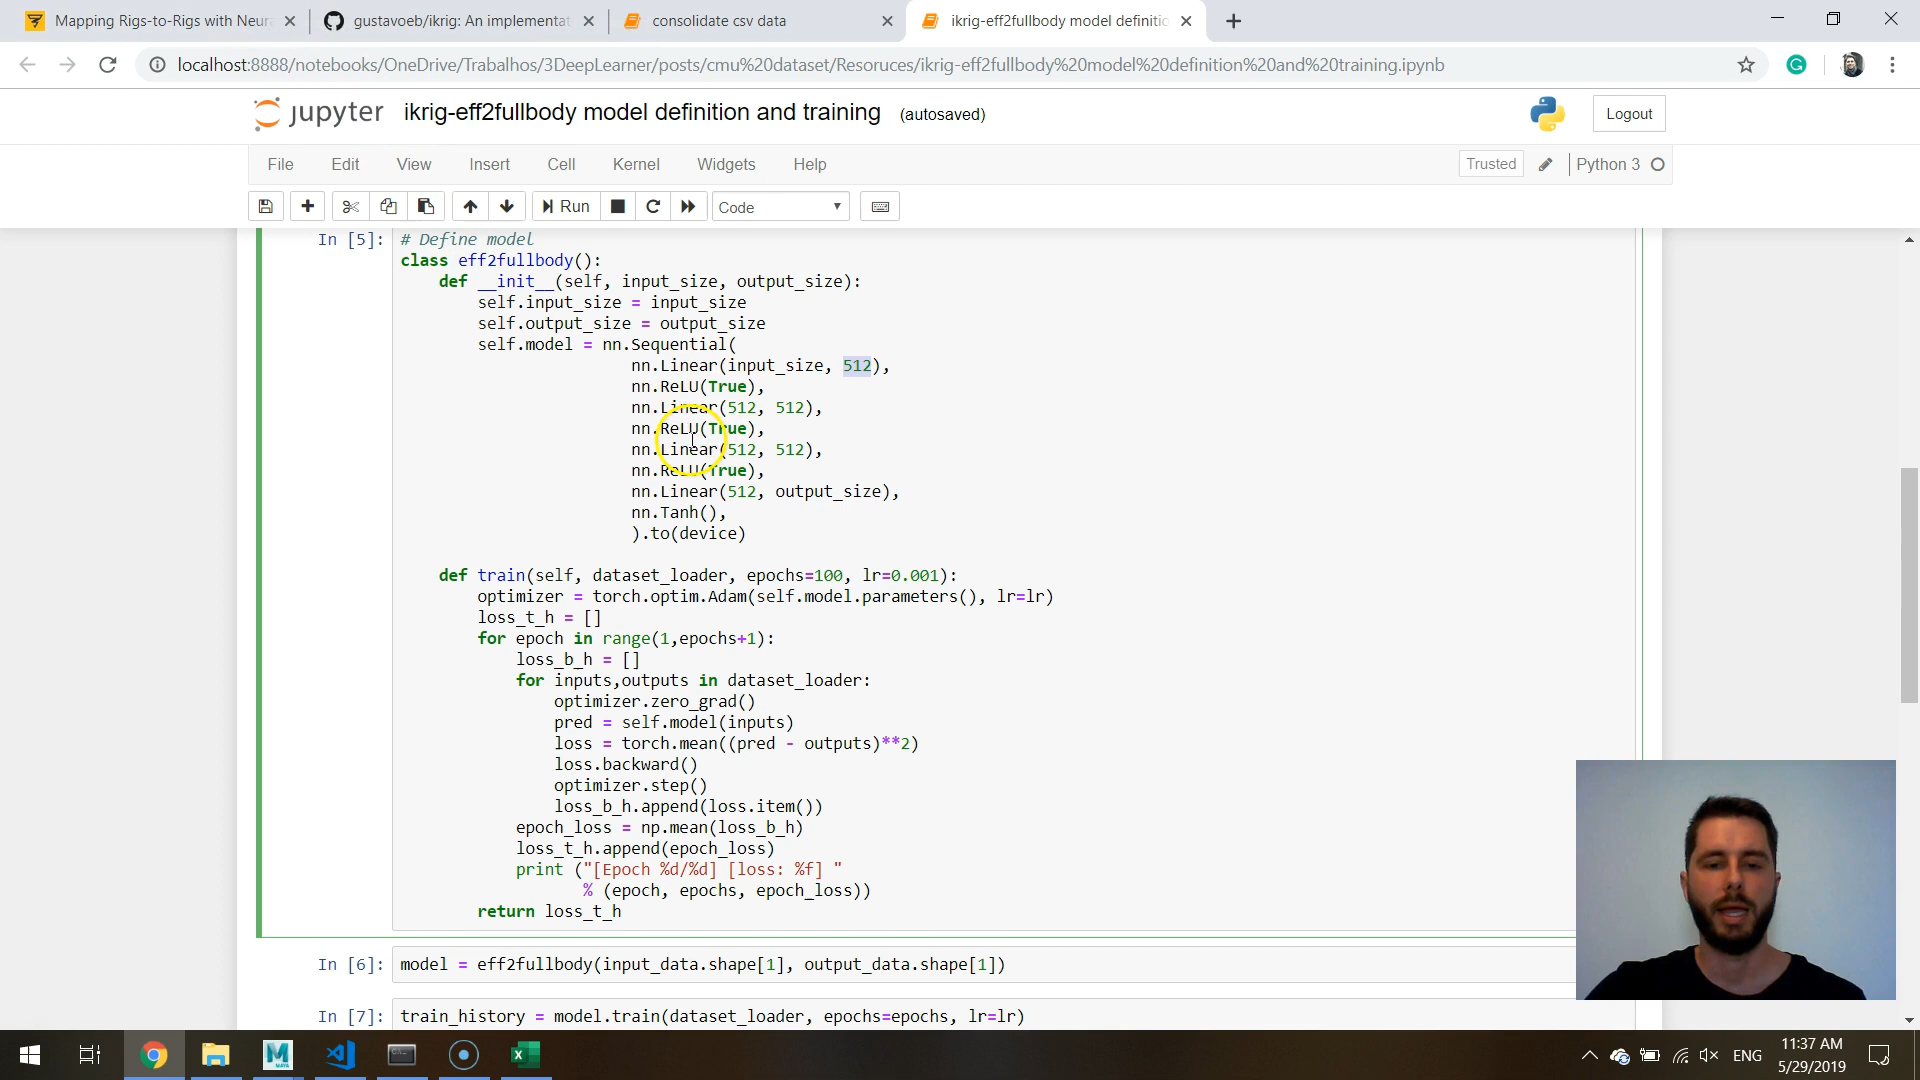 Mapping Rigs-to-Rigs with Neura
gustavoeb/ikrig: An implementat
consolidate csv data
ikrig-eff2fullbody model definitio
localhost:8888/notebooks/OneDrive/Trabalhos/3DeepLearner/posts/cmu%20dataset/Resoruces/ikrig-eff2fullbody%20model%20definition%20and%20training.ipynb
jupyter ikrig-eff2fullbody model definition and training (autosaved)
Logout
File Edit View Insert Cell Kernel Widgets Help
Trusted Python 3
Run Code
In [5]: # Define model
class eff2fullbody():
def __init__(self, input_size, output_size):
self.input_size = input_size
self.output_size = output_size
self.model = nn.Sequential(
nn.Linear(input_size, 512),
nn.ReLU(True),
nn.Linear(512, 512),
nn.ReLU(True),
nn.Linear(512, 512),
nn.ReLU(True),
nn.Linear(512, output_size),
nn.Tanh(),
).to(device)
def train(self, dataset_loader, epochs=100, lr=0.001):
optimizer = torch.optim.Adam(self.model.parameters(), lr=lr)
loss_t_h = []
for epoch in range(1,epochs+1):
loss_b_h = []
for inputs,outputs in dataset_loader:
optimizer.zero_grad()
pred = self.model(inputs)
loss = torch.mean((pred - outputs)**2)
loss.backward()
optimizer.step()
loss_b_h.append(loss.item())
epoch_loss = np.mean(loss_b_h)
loss_t_h.append(epoch_loss)
print ("[Epoch %d/%d] [loss: %f] "
% (epoch, epochs, epoch_loss))
return loss_t_h
In [6]: model = eff2fullbody(input_data.shape[1], output_data.shape[1])
In [7]: train_history = model.train(dataset_loader, epochs=epochs, lr=lr)
ENG
11:37 AM
5/29/2019